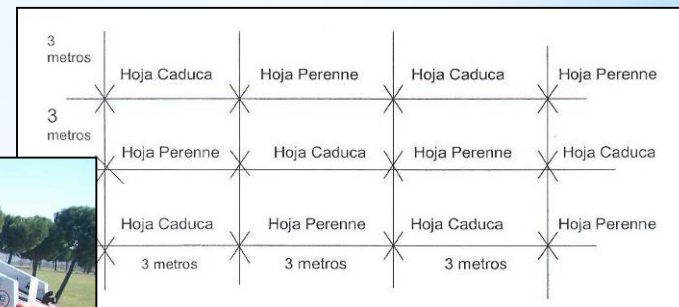 3
metros
Hoja Caduca Hoja Perenne Hoja Caduca Hoja Perenne
3
metros
Hoja Perenne Hoja Caduca Hoja Perenne Hoja Caduca
Hoja Caduca Hoja Perenne Hoja Caduca Hoja Perenne
3 metros 3 metros 3 metros